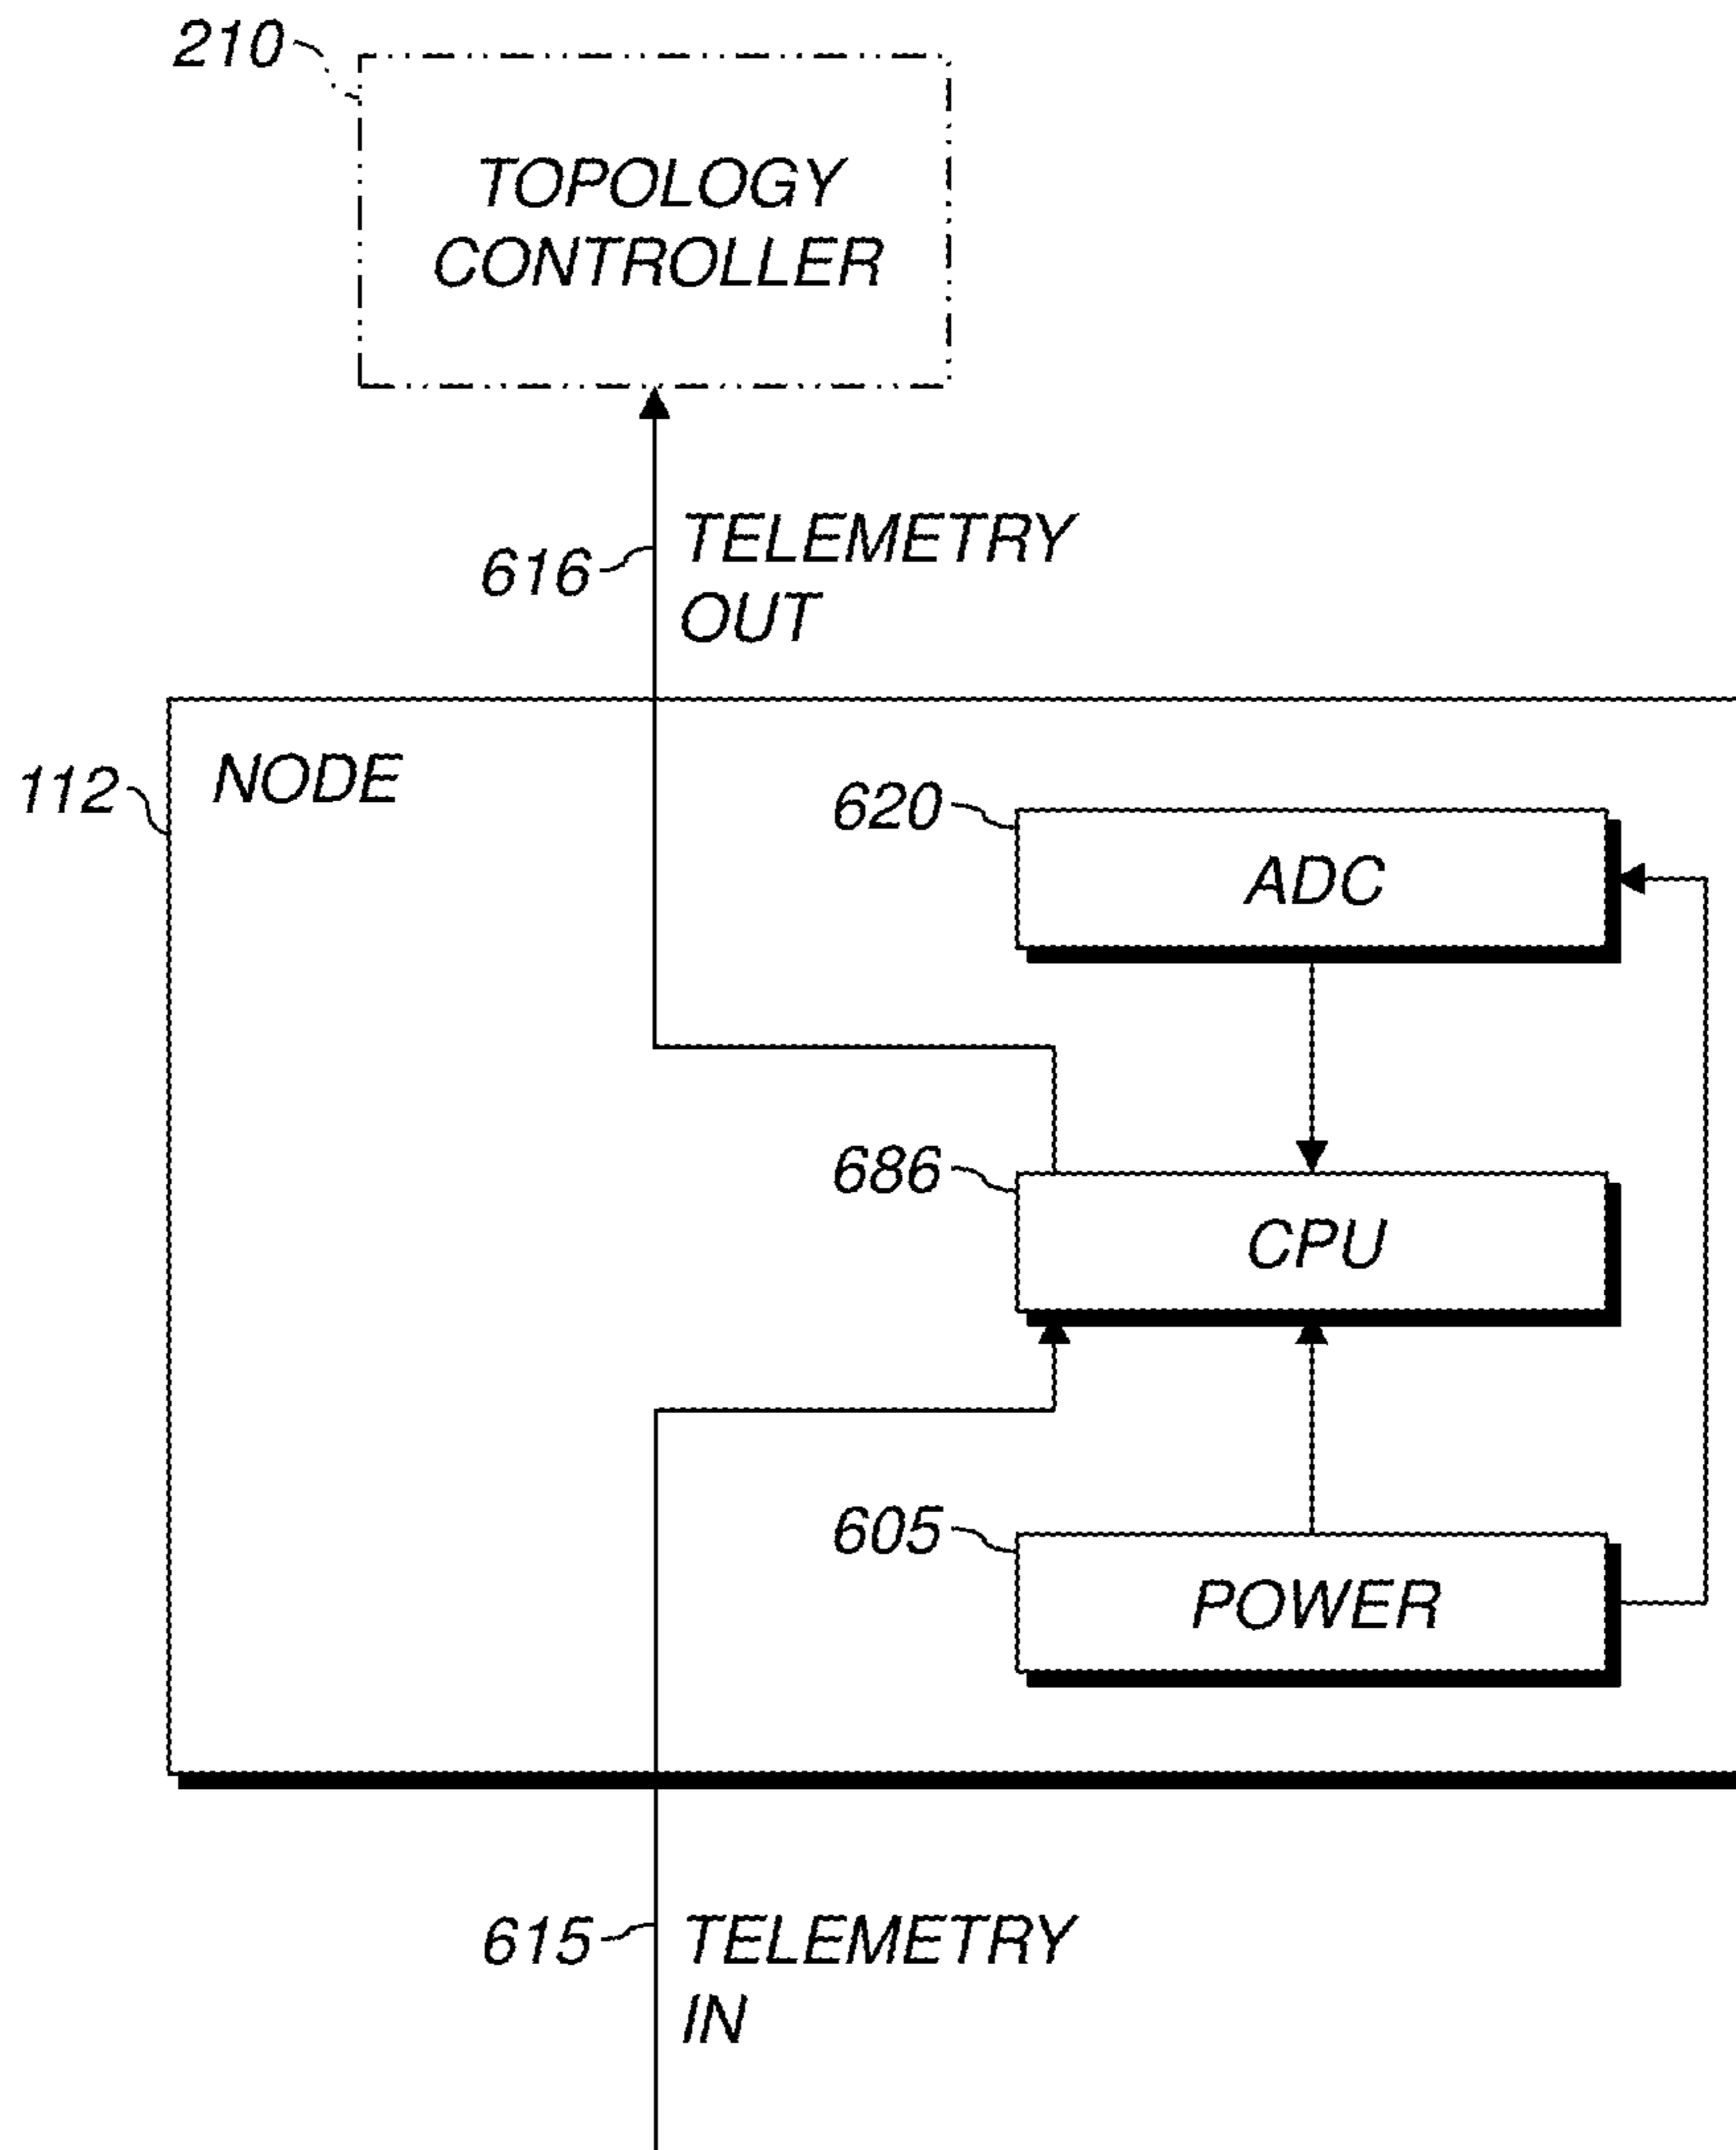 210
TOPOLOGY
CONTROLLER
616
TELEMETRY
OUT
112
NODE
620
ADC
686
CPU
605
POWER
615
TELEMETRY
IN